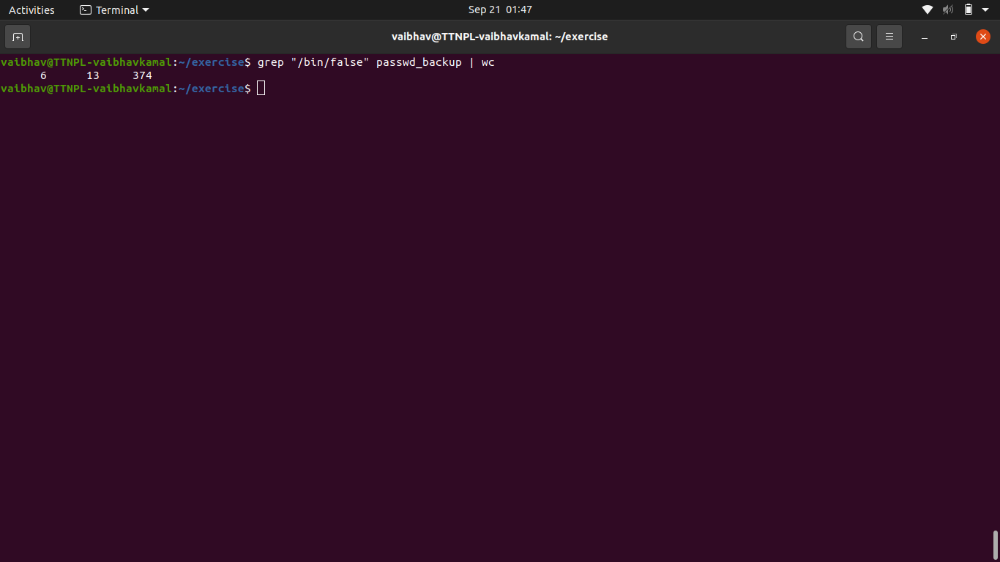 Activities Terminal Sep 21 01:47
vaibhav@TTNPL-vaibhavkamal: ~/exercise
vaibhav@TTNPL-vaibhavkamal:~/exercise$ grep "/bin/false" passwd_backup | wc
      6      13     374
vaibhav@TTNPL-vaibhavkamal:~/exercise$